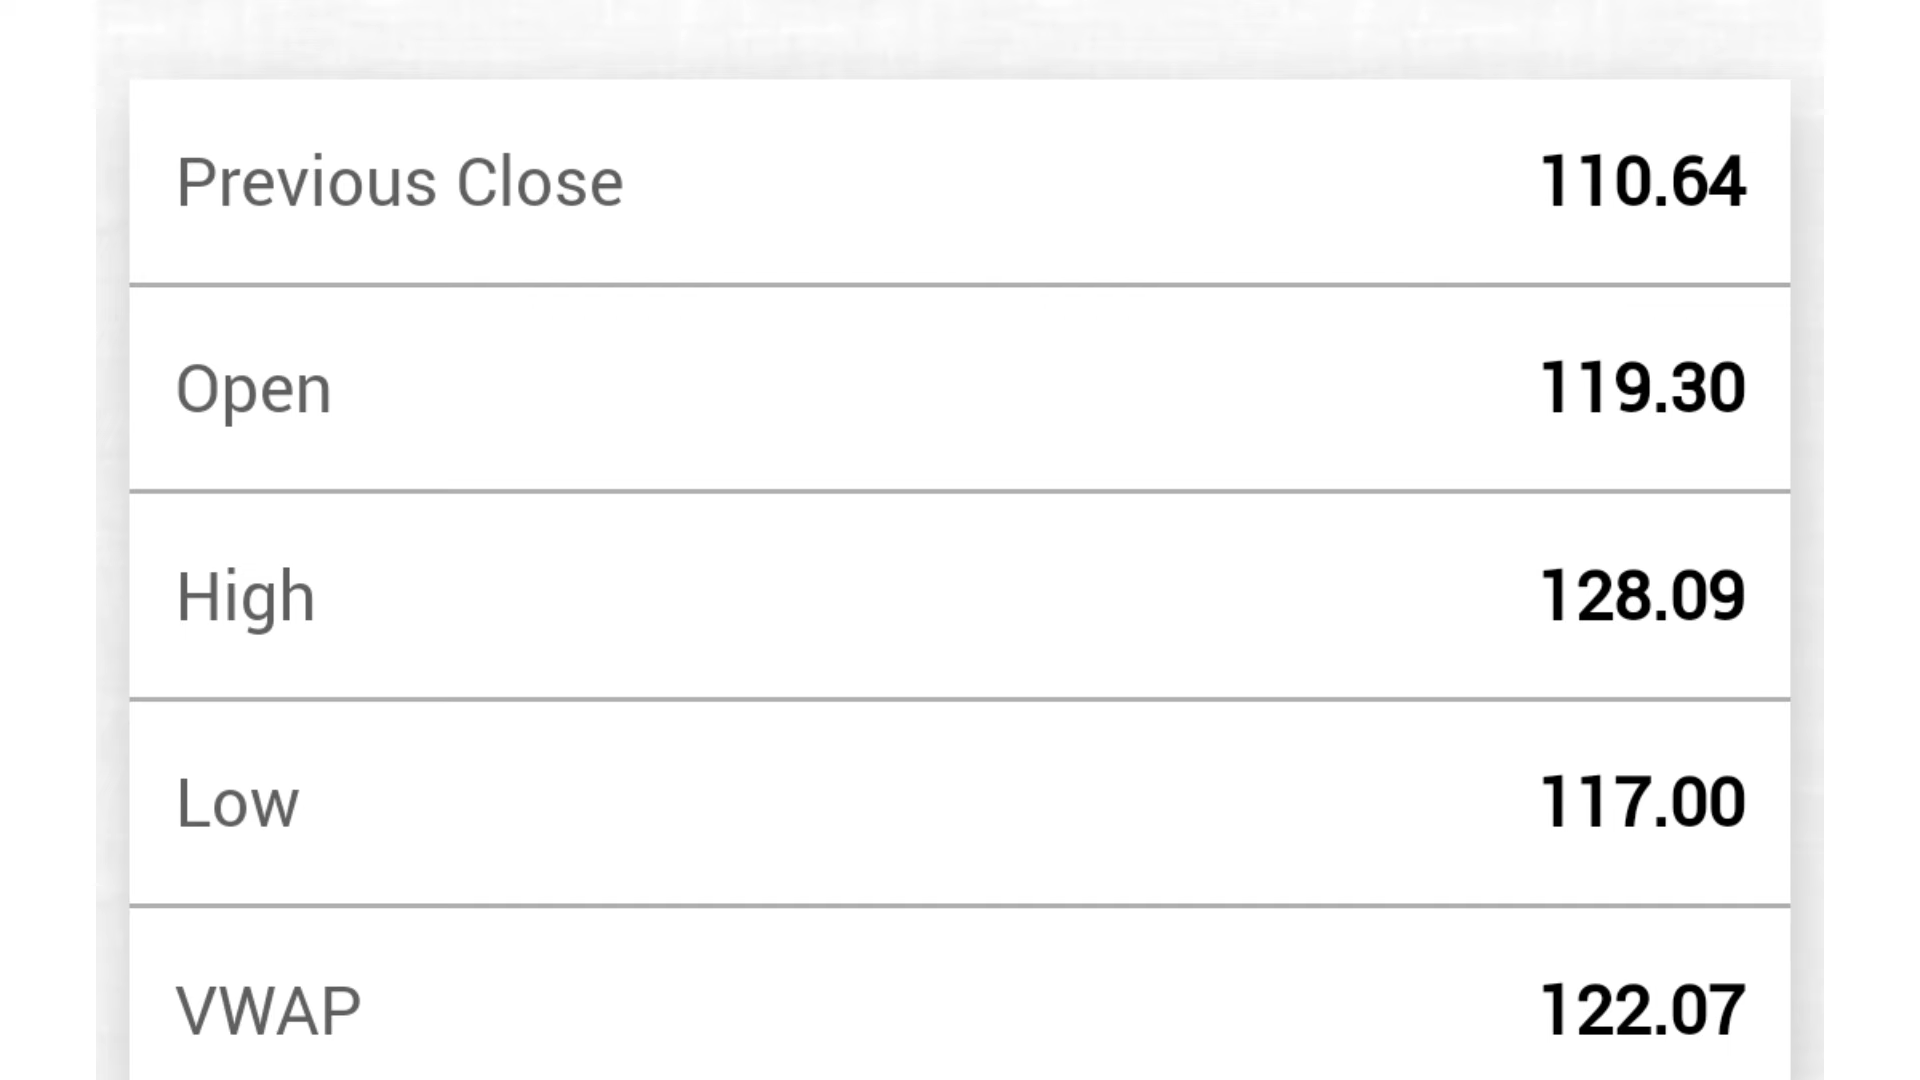 Previous Close 110.64
Open 119.30
High 128.09
Low 117.00
VWAP 122.07